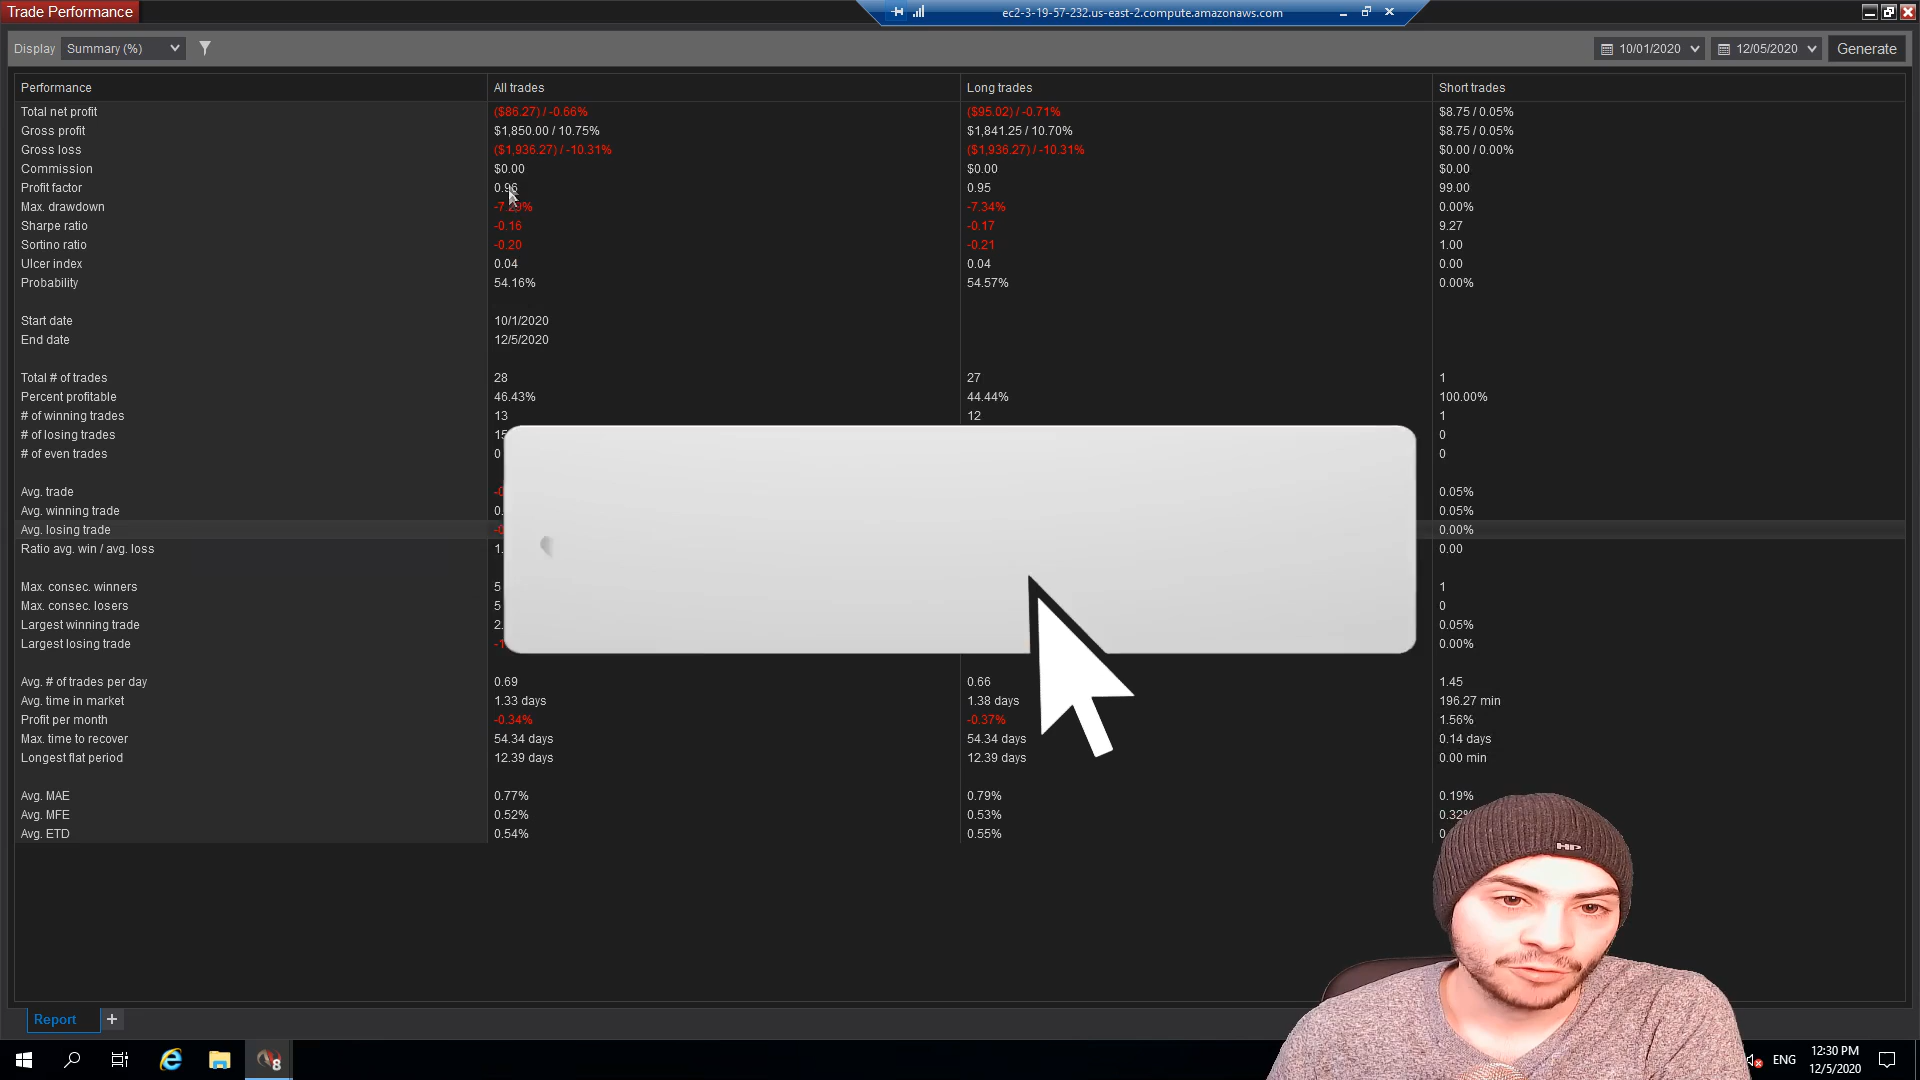 Trade Performance
ec2-3-19-57-232.us-east-2.compute.amazonaws.com
Display Summary (%) 10/01/2020 12/05/2020 Generate
Performance All trades Long trades Short trades
Total net profit ($86.27) / -0.66% ($95.02) / -0.71% $8.75 / 0.05%
Gross profit $1,850.00 / 10.75% $1,841.25 / 10.70% $8.75 / 0.05%
Gross loss ($1,936.27) / -10.31% ($1,936.27) / -10.31% $0.00 / 0.00%
Commission $0.00 $0.00 $0.00
Profit factor 0.96 0.95 99.00
Max. drawdown -7.34% 0.00%
Sharpe ratio -0.16 -0.17 9.27
Sortino ratio -0.20 -0.21 1.00
Ulcer index 0.04 0.04 0.00
Probability 54.16% 54.57% 0.00%
Start date 10/1/2020
End date 12/5/2020
Total # of trades 28 27 1
Percent profitable 46.43% 44.44% 100.00%
# of winning trades 13 12 1
# of losing trades 15 0
# of even trades 0 0
Avg. trade 0.05%
Avg. winning trade 0.05%
Avg. losing trade 0.00%
Ratio avg. win / avg. loss 0.00
Max. consec. winners 5 1
Max. consec. losers 5 0
Largest winning trade 0.05%
Largest losing trade 0.00%
Avg. # of trades per day 0.69 0.66 1.45
Avg. time in market 1.33 days 1.38 days 196.27 min
Profit per month -0.34% -0.37% 1.56%
Max. time to recover 54.34 days 54.34 days 0.14 days
Longest flat period 12.39 days 12.39 days 0.00 min
Avg. MAE 0.77% 0.79% 0.19%
Avg. MFE 0.52% 0.53% 0.32%
Avg. ETD 0.54% 0.55%
HP
Report +
8 ENG 12:30 PM
12/5/2020